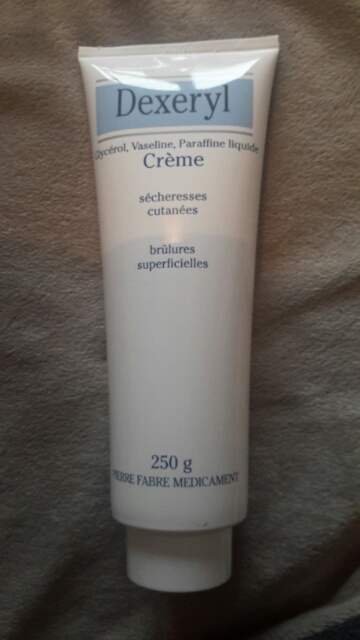 Dexeryl
Glycérol, Vaseline, Paraffine liquide
Crème
sécheresses
cutanées
brûlures
superficielles
250 g
PIERRE FABRE MEDICAMENT